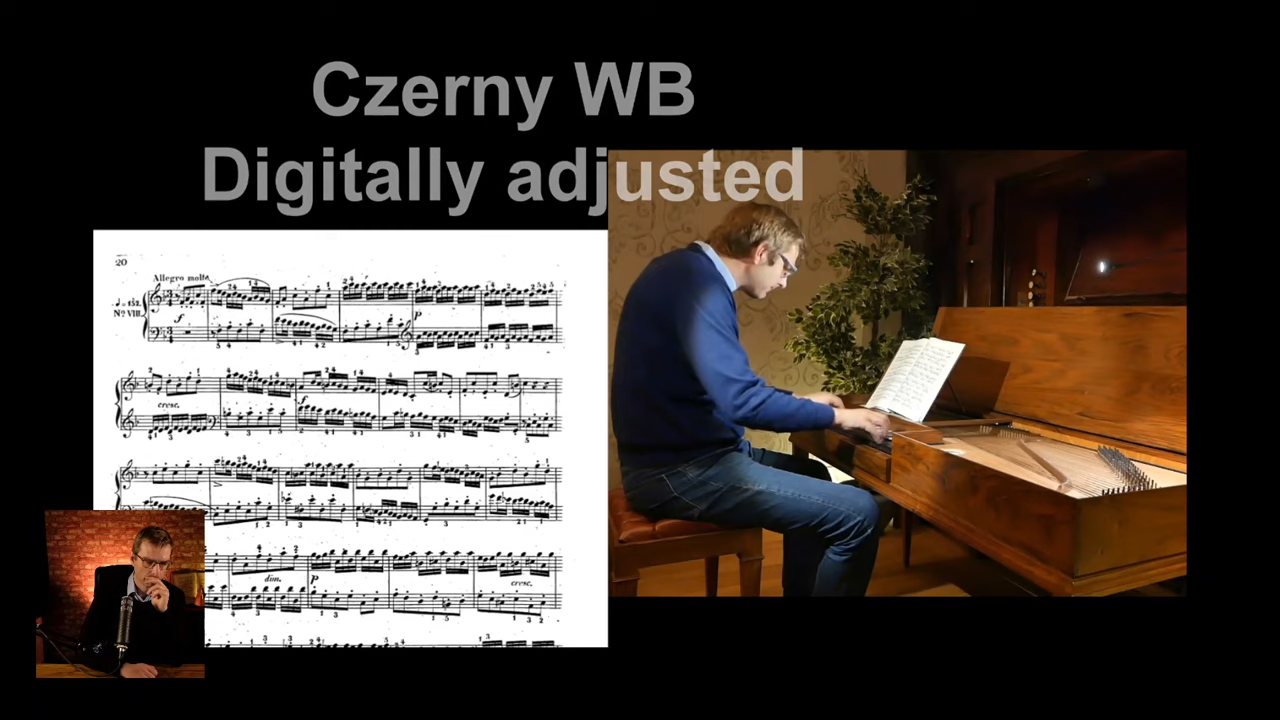 Czerny WB
Digitally adjusted
20
Allegro molto
Nº VIII.
f
p
cresc.
f
dim.
p
cresc.